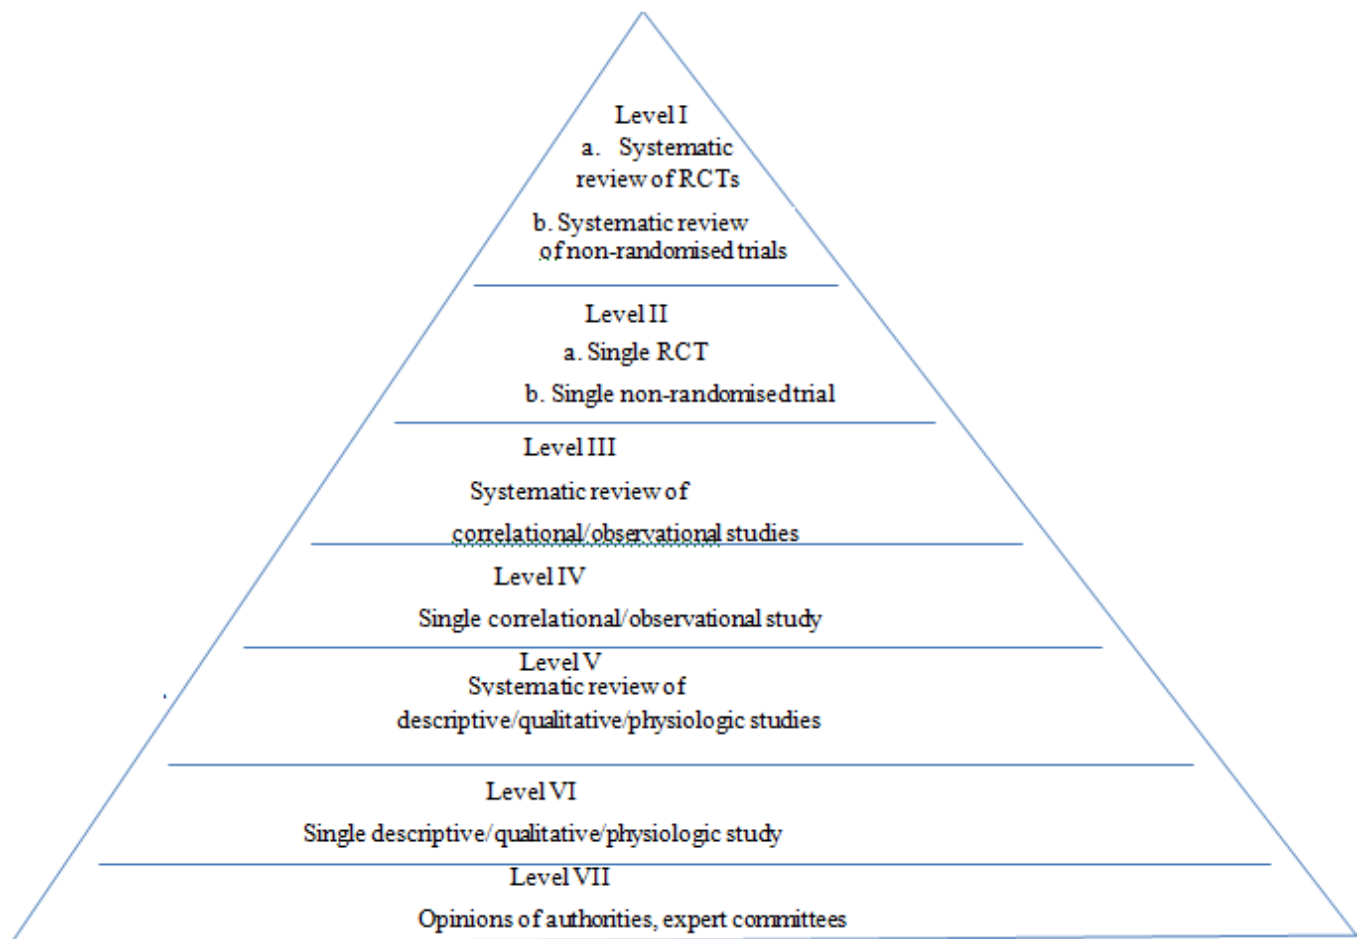 Level I
a. Systematic
review of RCTs
b. Systematic review
of non-randomised trials
Level II
a. Single RCT
b. Single non-randomised trial
Level III
Systematic review of
correlational/observational studies
Level IV
Single correlational/observational study
Level V
Systematic review of
descriptive/qualitative/physiologic studies
Level VI
Single descriptive/qualitative/physiologic study
Level VII
Opinions of authorities, expert committees